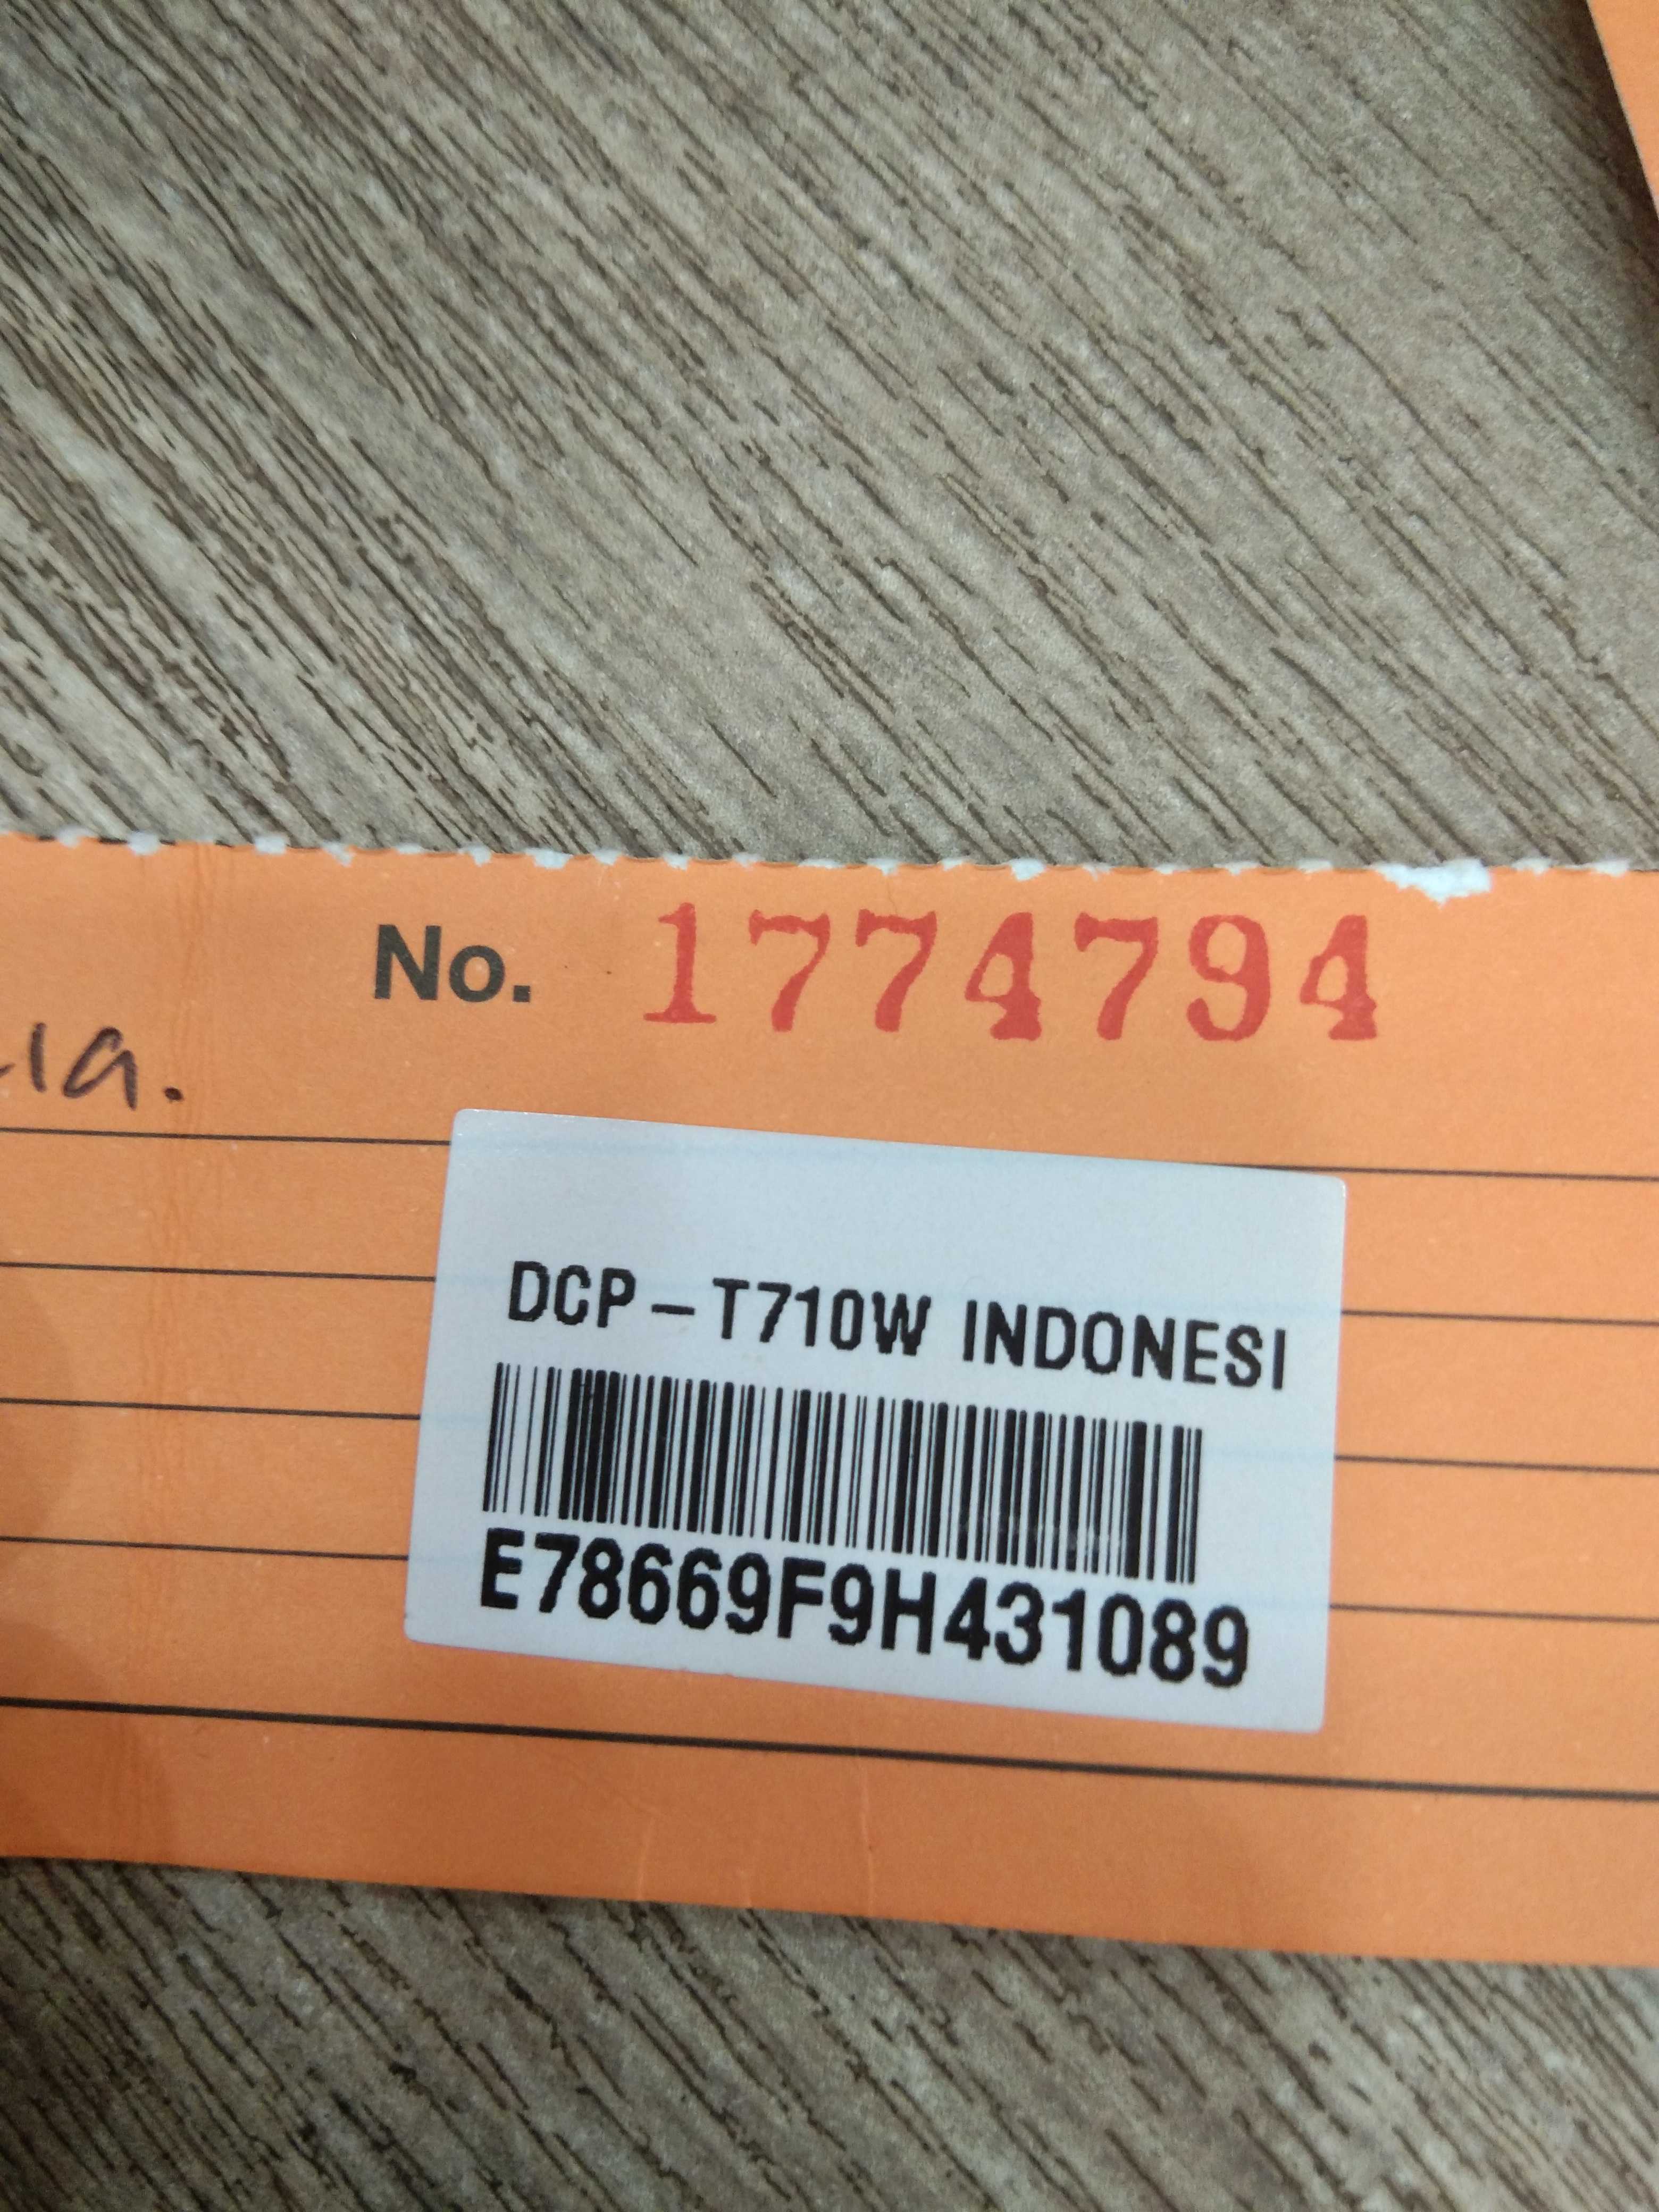 No. 1774794
DCP-T710W INDONESI
E78669F9H431089